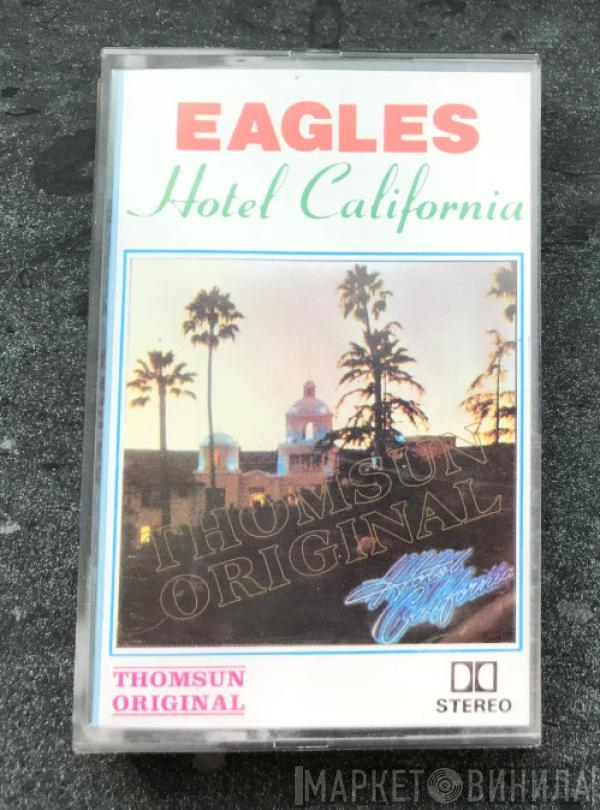 EAGLES
Hotel California
THOMSUN
ORIGINAL
Hotel
California
THOMSUN
ORIGINAL
STEREO
МАРКЕТ ВИНИЛА